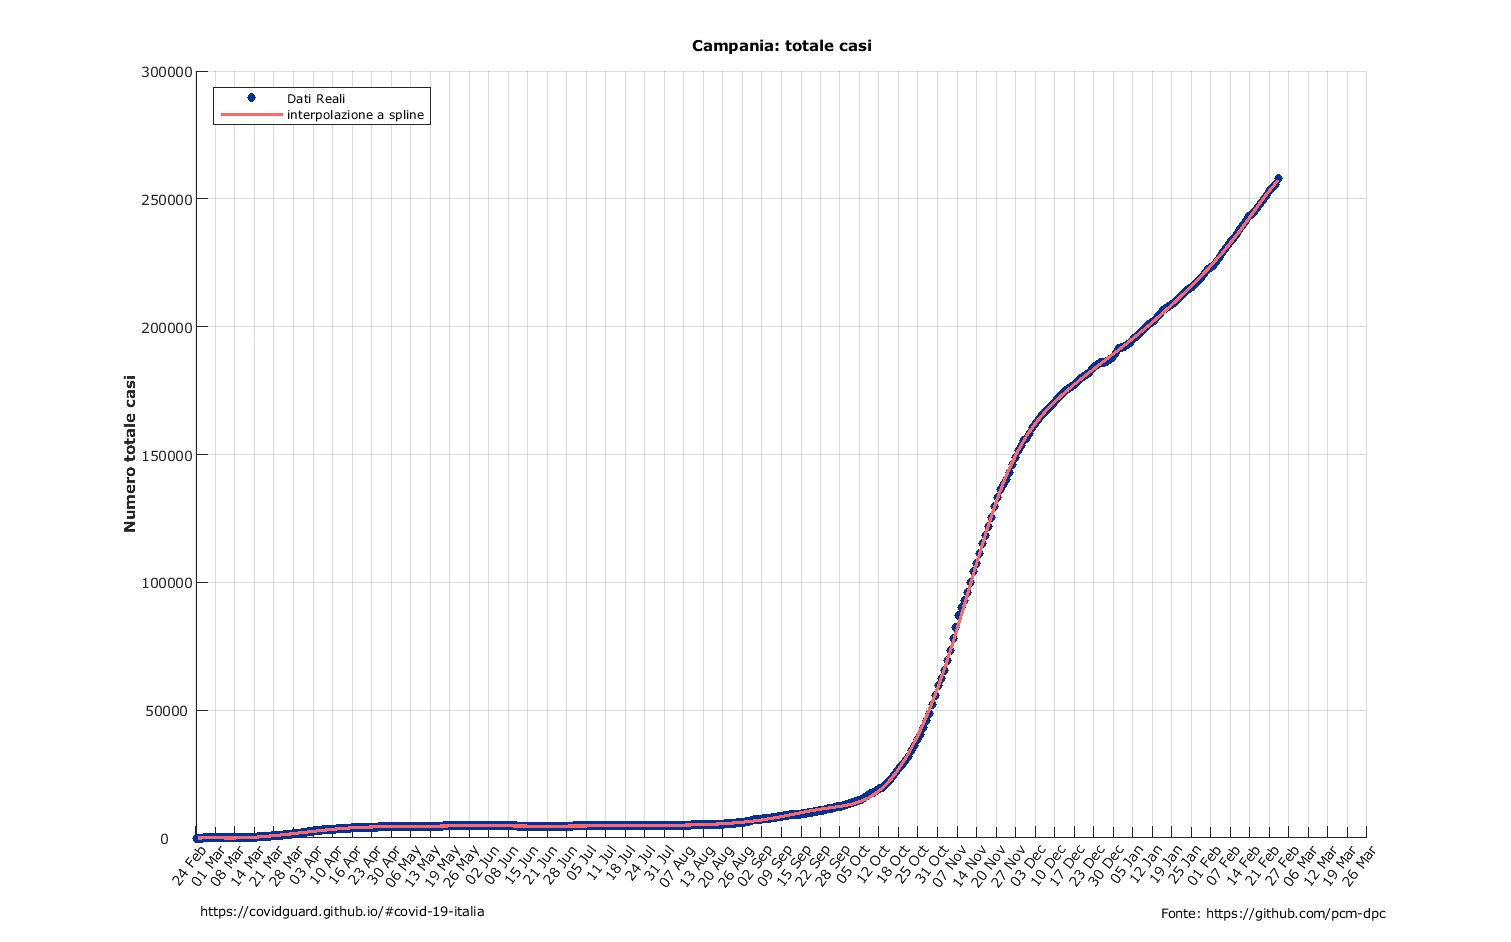 Campania: totale casi
300000
250000
200000
150000
100000
50000
0
Numero totale casi
Dati Reali
interpolazione a spline
24 Feb
01 Mar
08 Mar
14 Mar
21 Mar
28 Mar
03 Apr
10 Apr
16 Apr
23 Apr
30 Apr
06 May
13 May
19 May
26 May
02 Jun
08 Jun
15 Jun
21 Jun
28 Jun
05 Jul
11 Jul
18 Jul
24 Jul
31 Jul
07 Aug
13 Aug
20 Aug
26 Aug
02 Sep
09 Sep
15 Sep
22 Sep
28 Sep
05 Oct
12 Oct
18 Oct
25 Oct
31 Oct
07 Nov
14 Nov
20 Nov
27 Nov
03 Dec
10 Dec
17 Dec
23 Dec
30 Dec
05 Jan
12 Jan
19 Jan
25 Jan
01 Feb
07 Feb
14 Feb
21 Feb
27 Feb
06 Mar
12 Mar
19 Mar
26 Mar
https://covidguard.github.io/#covid-19-italia
Fonte: https://github.com/pcm-dpc